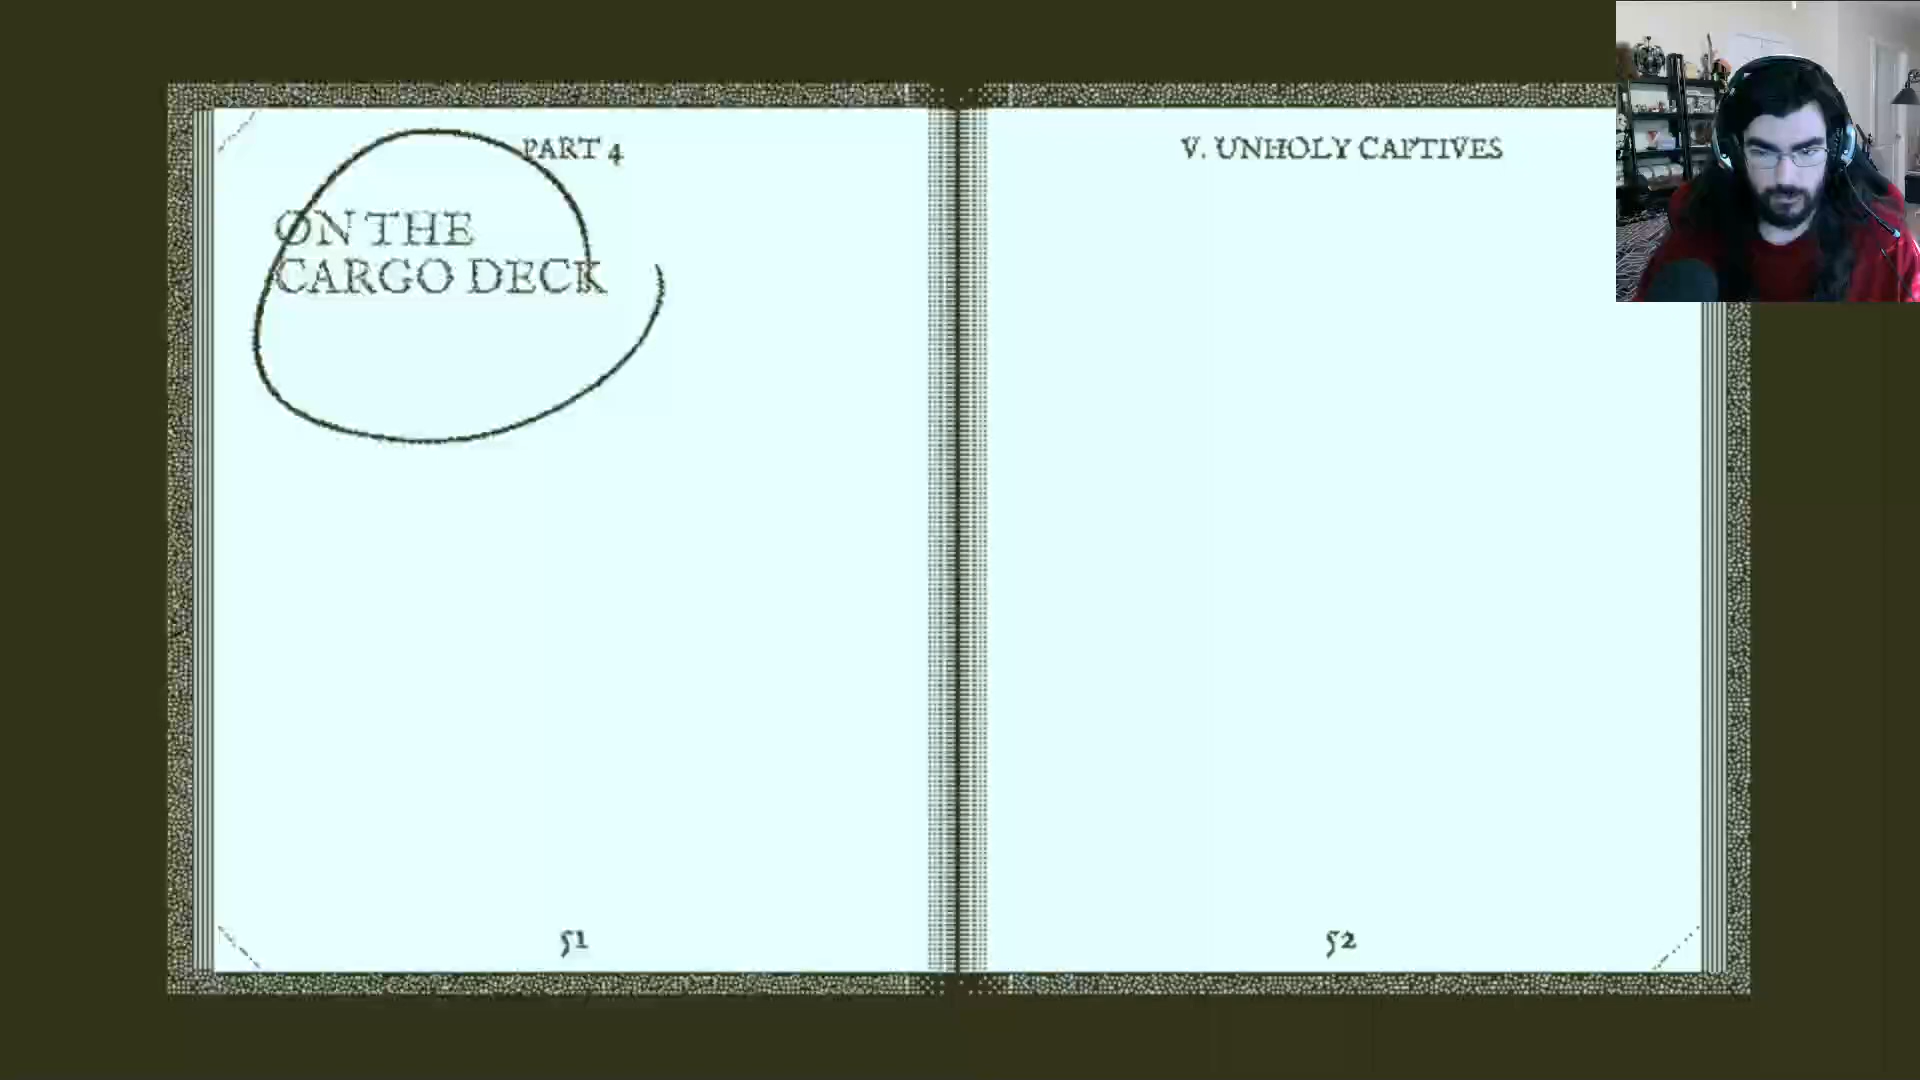 PART 4
ON THE
CARGO DECK
51
V. UNHOLY CAPTIVES
52